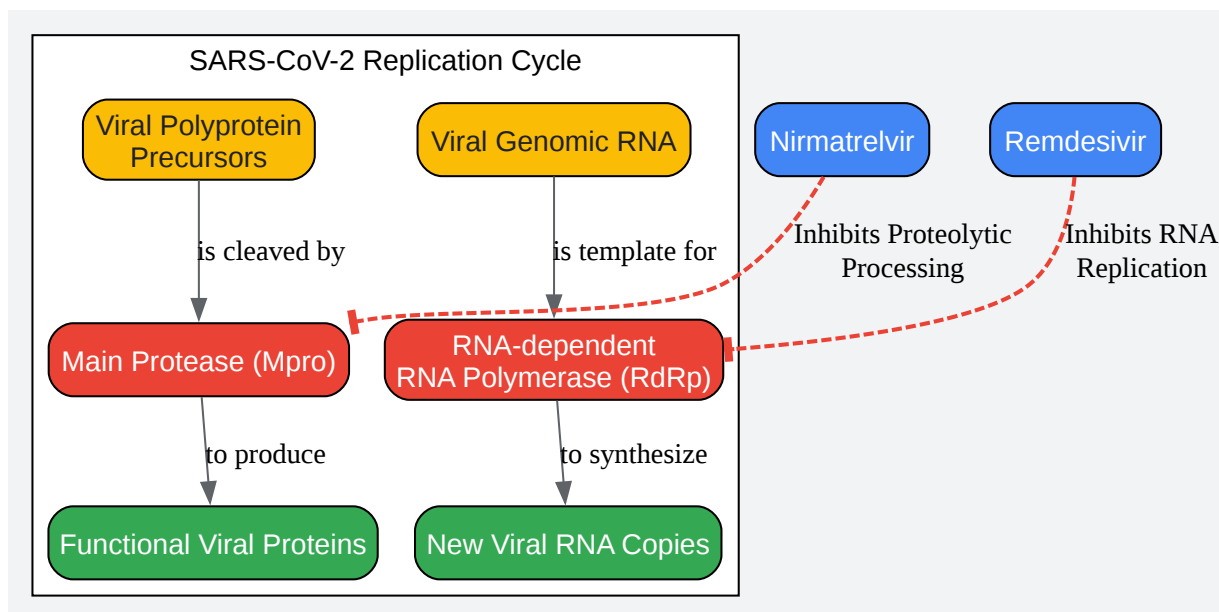 SARS-CoV-2 Replication Cycle
Viral Polyprotein
Precursors
Viral Genomic RNA
Nirmatrelvir
Remdesivir
is cleaved by
is template for
Inhibits Proteolytic
Processing
Inhibits RNA
Replication
Main Protease (Mpro)
RNA-dependent
RNA Polymerase (RdRp)
to produce
to synthesize
Functional Viral Proteins
New Viral RNA Copies